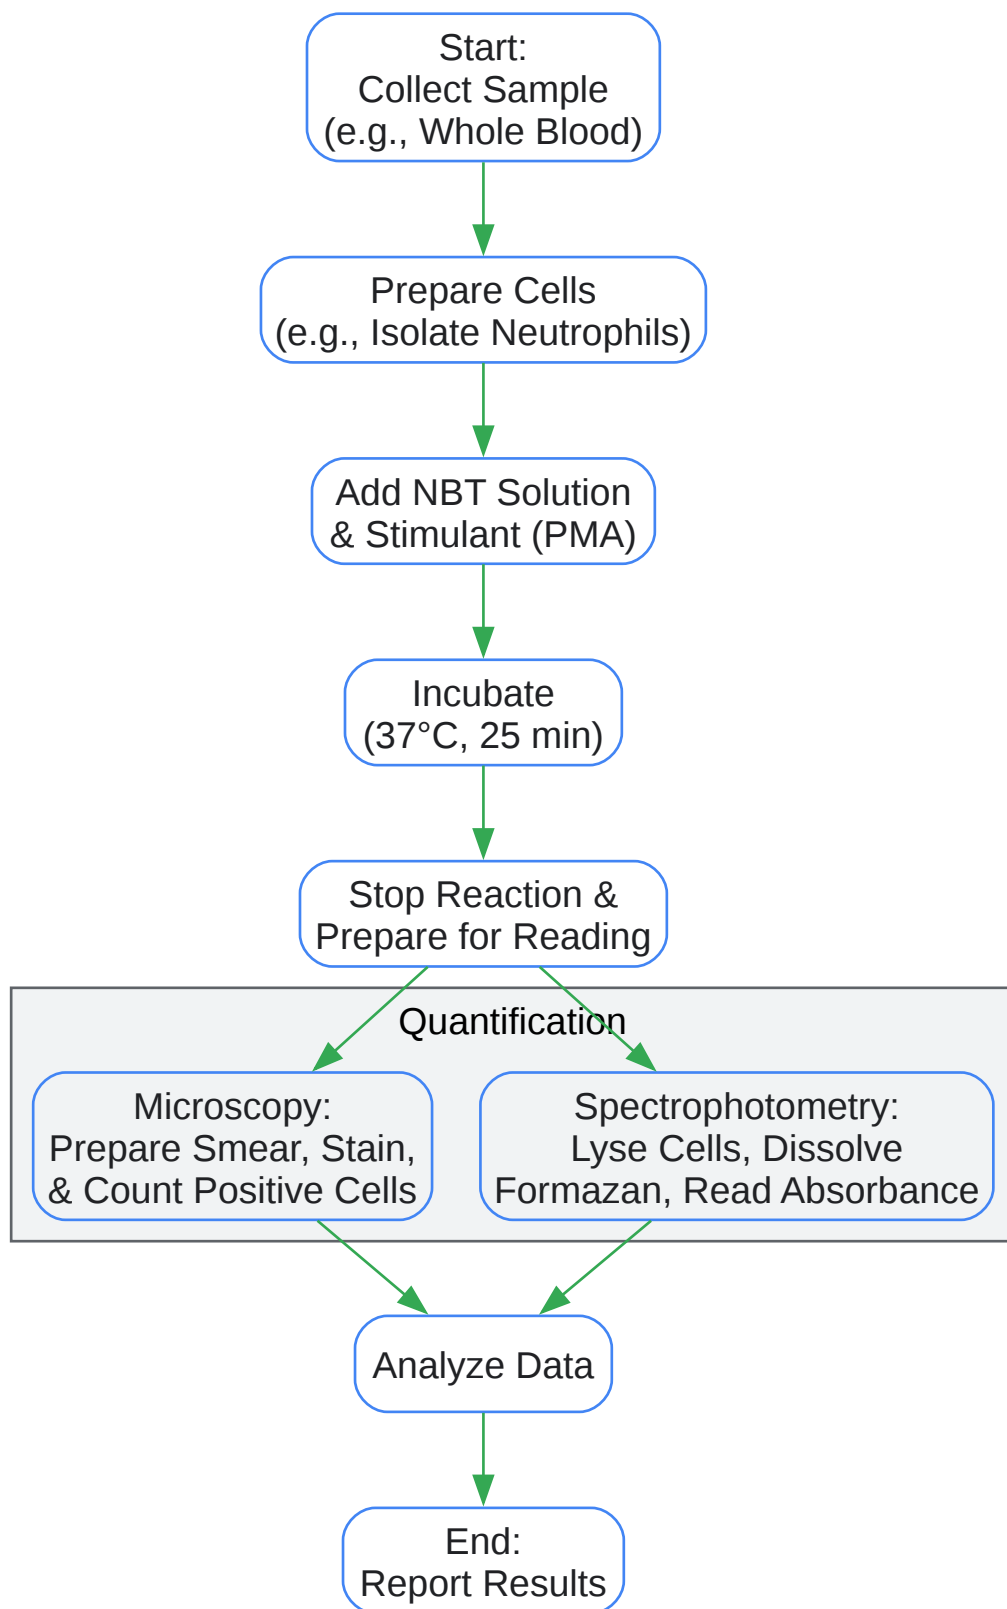 Start:
Collect Sample
(e.g., Whole Blood)
Prepare Cells
(e.g., Isolate Neutrophils)
Add NBT Solution
& Stimulant (PMA)
Incubate
(37°C, 25 min)
Stop Reaction &
Prepare for Reading
Quantification
Microscopy:
Prepare Smear, Stain,
& Count Positive Cells
Spectrophotometry:
Lyse Cells, Dissolve
Formazan, Read Absorbance
Analyze Data
End:
Report Results